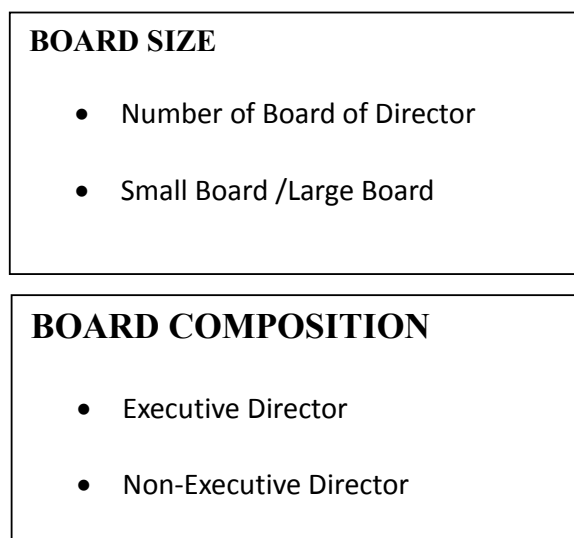 BOARD SIZE
• Number of Board of Director
• Small Board /Large Board
BOARD COMPOSITION
• Executive Director
• Non-Executive Director